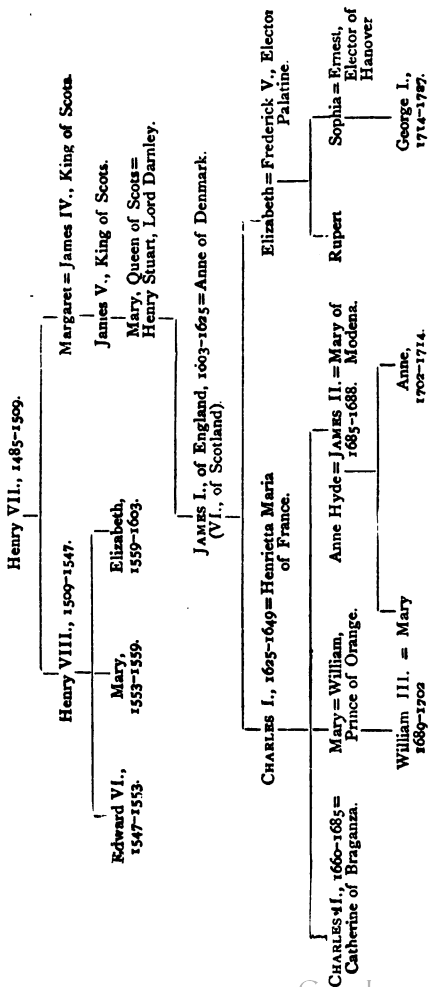 Henry VII., 1485-1509.
Henry VIII., 1509-1547.
Margaret = James IV., King of Scots.
Edward VI.,
1547-1553.
Mary,
1553-1559.
Elizabeth,
1559-1603.
James V., King of Scots.
Mary, Queen of Scots =
Henry Stuart, Lord Darnley.
JAMES I., of England, 1603-1625 = Anne of Denmark.
(VI., of Scotland).
CHARLES I., 1625-1649 = Henrietta Maria
of France.
Elizabeth = Frederick V., Elector
Palatine.
CHARLES II., 1660-1685 =
Catherine of Braganza.
Mary = William,
Prince of Orange.
Anne Hyde = JAMES II. = Mary of
1685-1688. Modena.
Rupert
Sophia = Ernest,
Elector of
Hanover
William III. = Mary
1689-1702
Anne,
1702-1714.
George I.,
1714-1727.